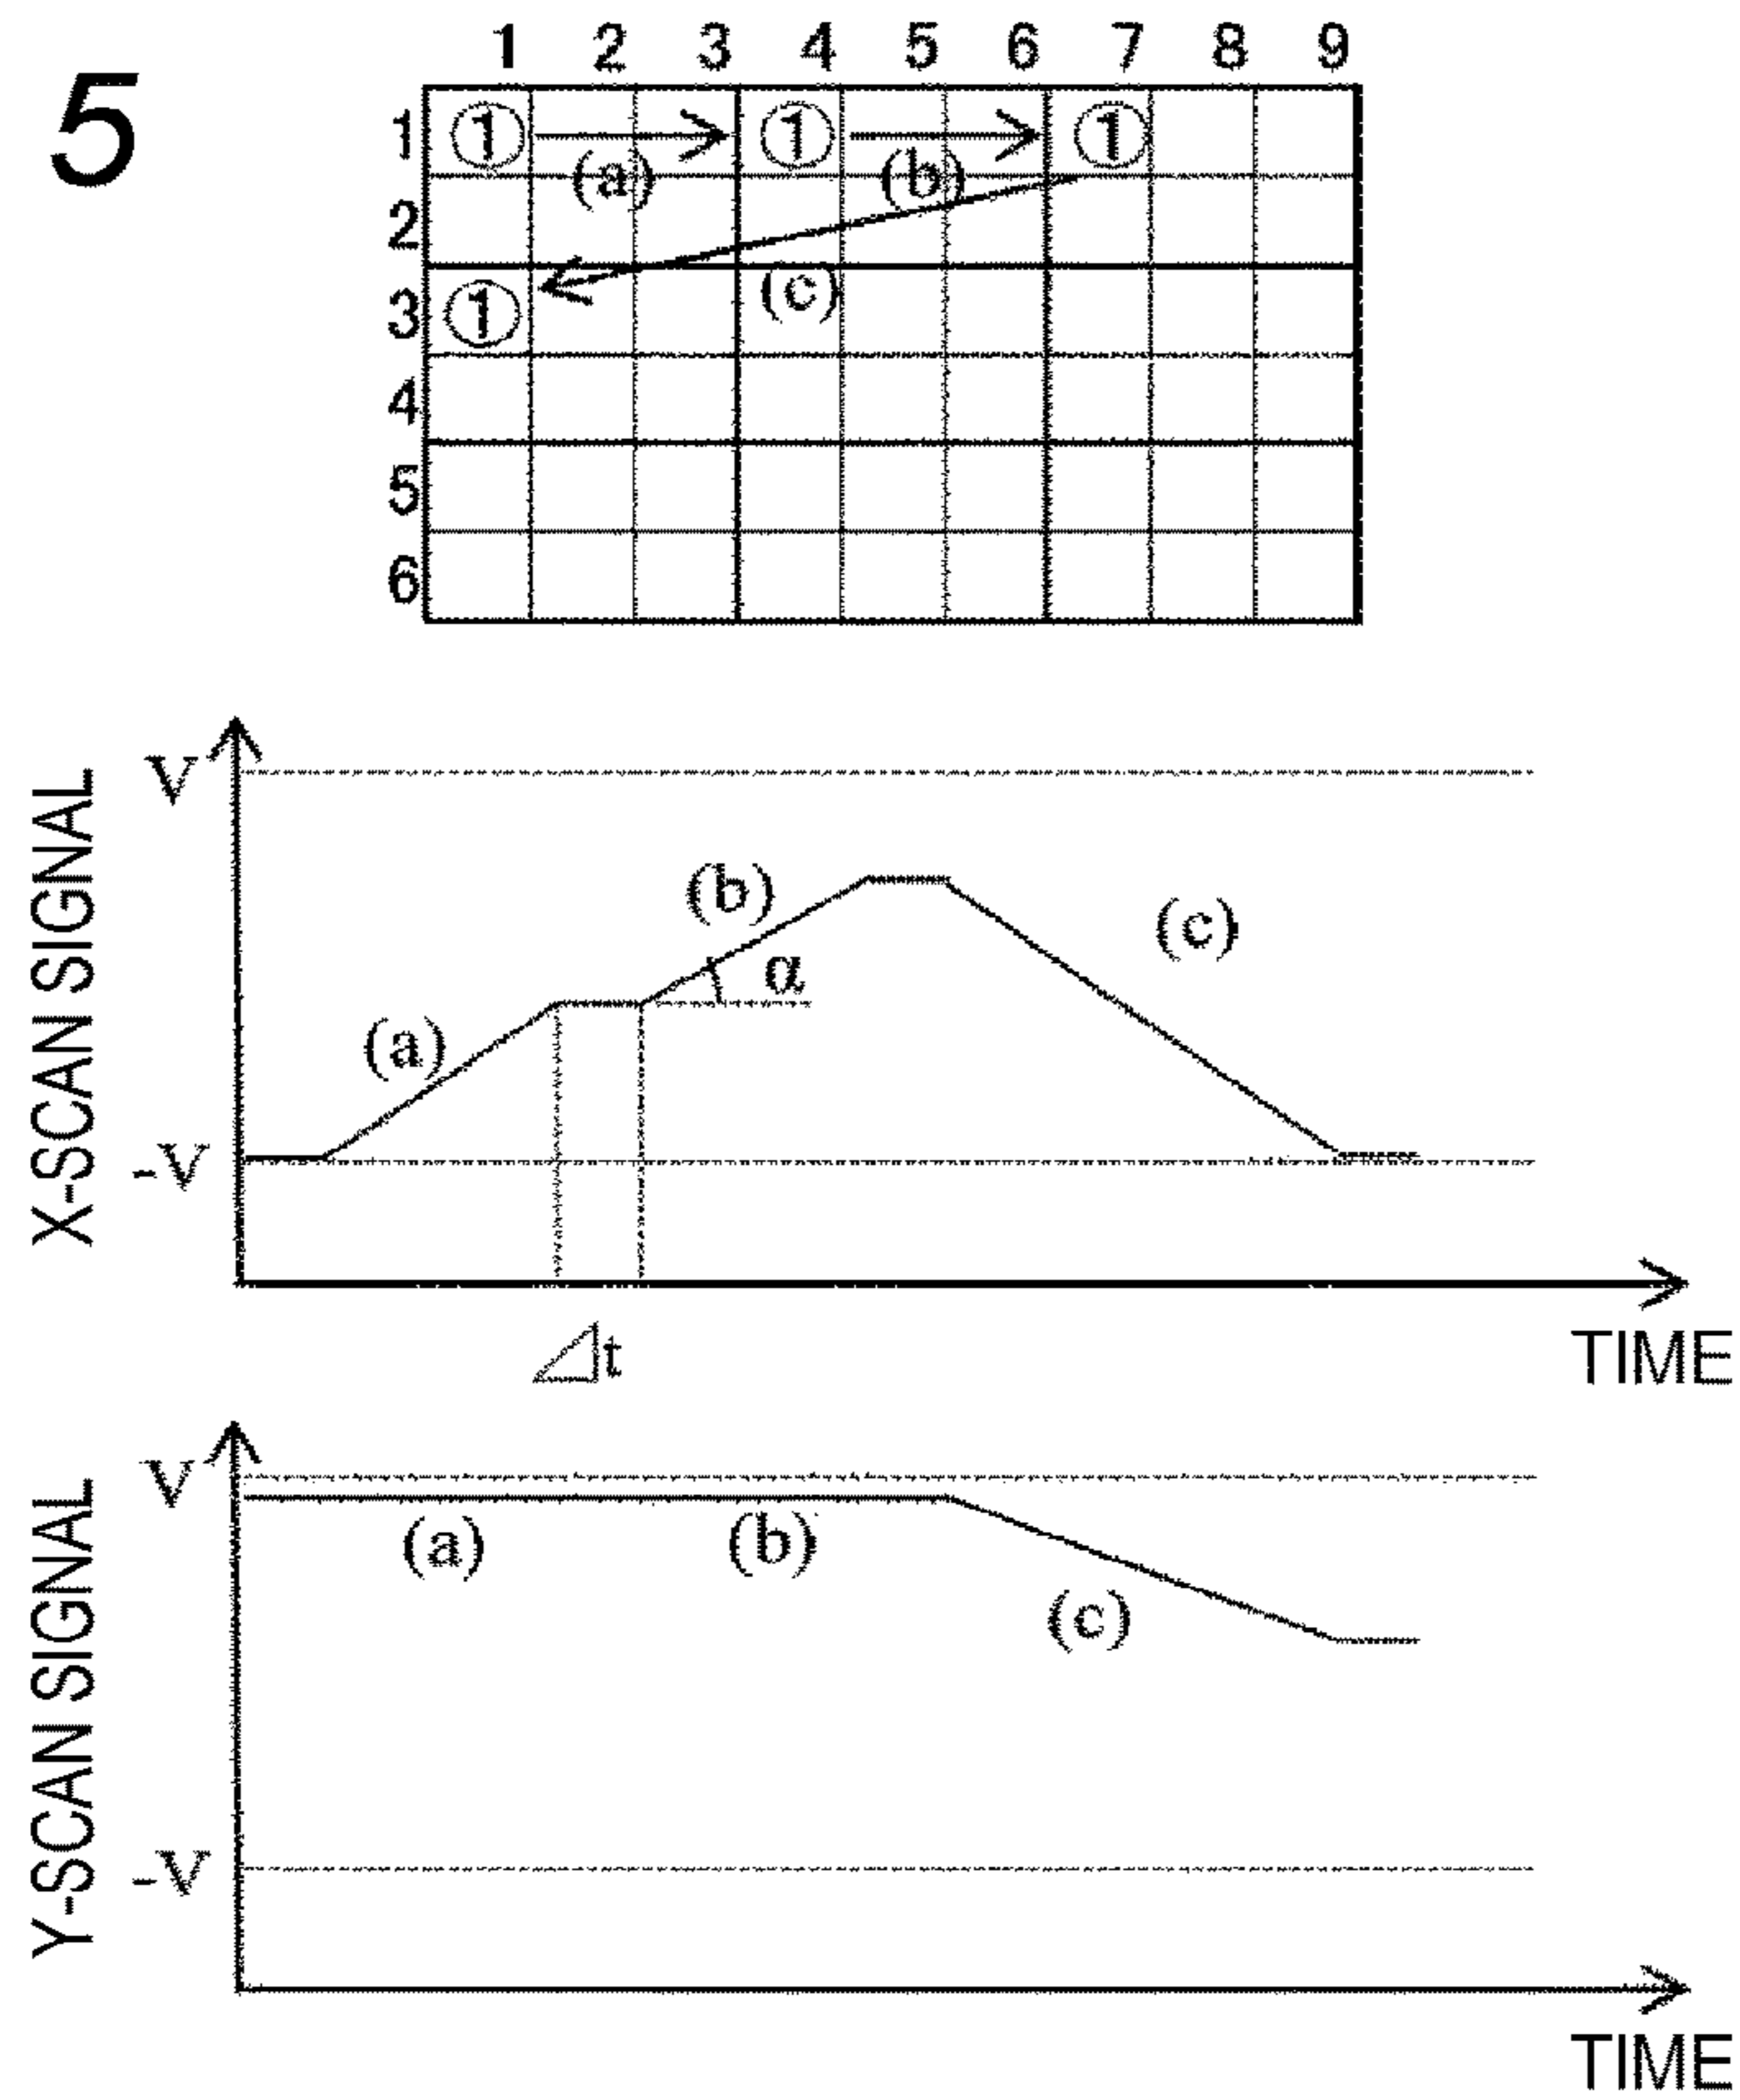 5
1 2 3 4 5 6 7 8 9
1 ① ① ①
(a) (b)
2
(c)
3 ①
4
5
6
X-SCAN SIGNAL
V
(b)
(c)
α
(a)
-V
⊿t
TIME
Y-SCAN SIGNAL
V
(a) (b)
(c)
-V
TIME